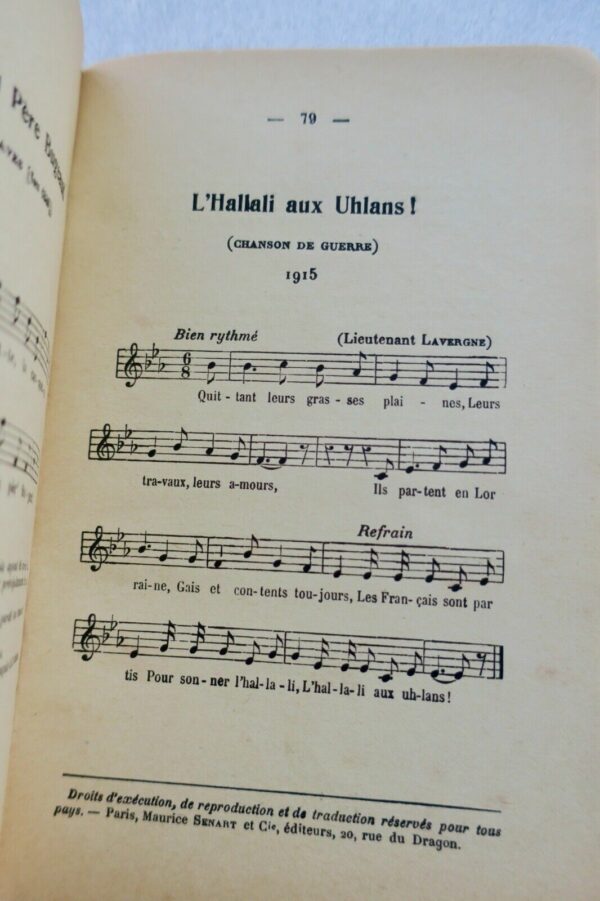 Père
— 79 —
L'Hallali aux Uhlans !
(CHANSON DE GUERRE)
1915
Bien rythmé (Lieutenant LAVERGNE)
6
8
Quit - tant leurs gras - ses plai - nes, Leurs
tra-vaux, leurs a-mours, Ils par-tent en Lor
Refrain
rai-ne, Gais et con-tents tou-jours, Les Fran-çais sont par
tis Pour son-ner l'hal-la-li, L'hal-la-li aux uh-lans!
Droits d'exécution, de reproduction et de traduction réservés pour tous
pays. — Paris, Maurice SENART et Cie, éditeurs, 20, rue du Dragon.